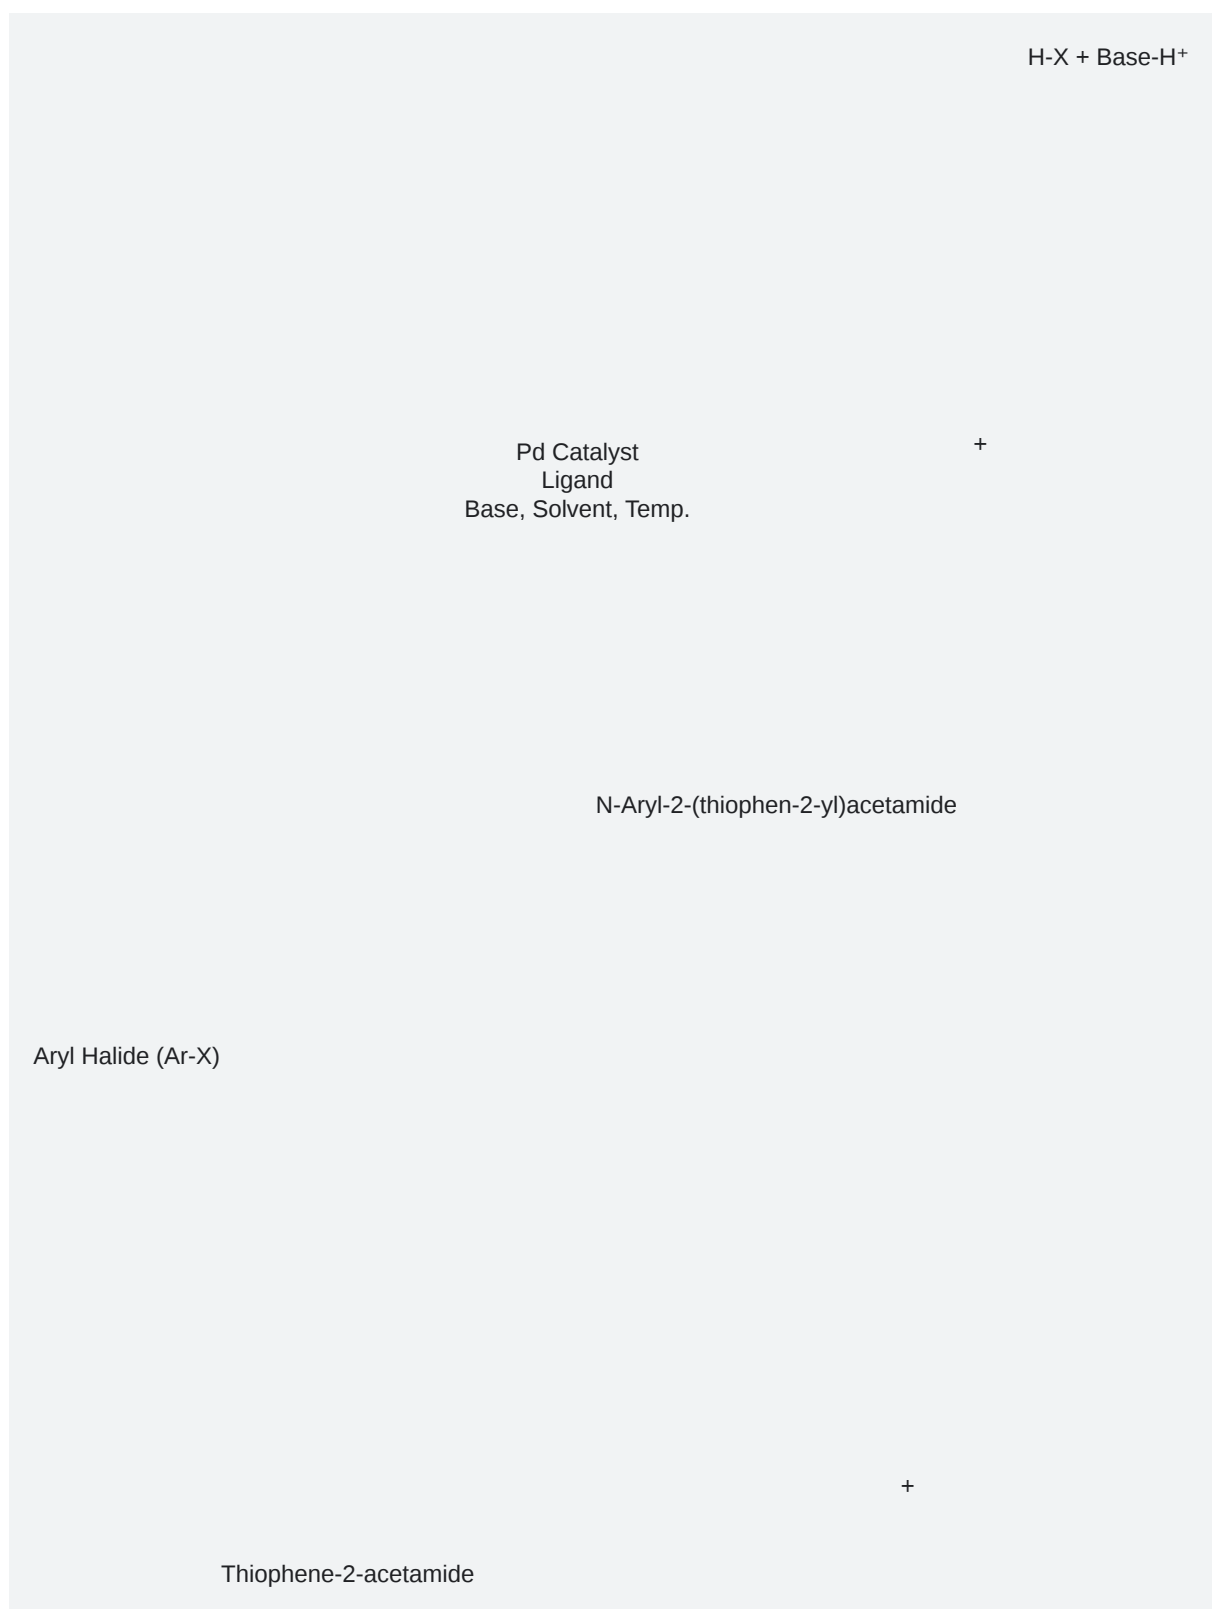 H-X + Base-H⁺
+
Pd Catalyst
Ligand
Base, Solvent, Temp.
N-Aryl-2-(thiophen-2-yl)acetamide
Aryl Halide (Ar-X)
+
Thiophene-2-acetamide